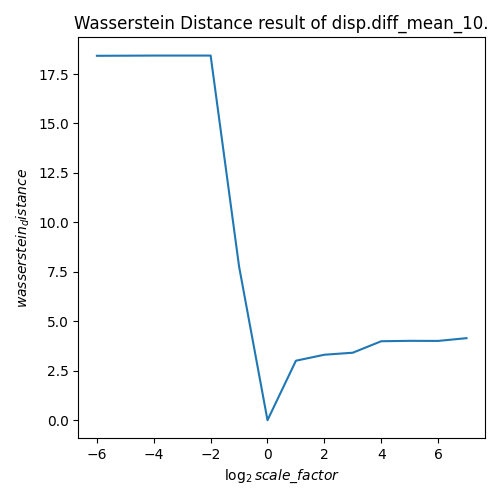 Wasserstein Distance result of disp.diff_mean_10.
17.5
15.0
12.5
10.0
7.5
5.0
2.5
0.0
wasserstein_distance
−6 −4 −2 0 2 4 6
log₂ scale_factor